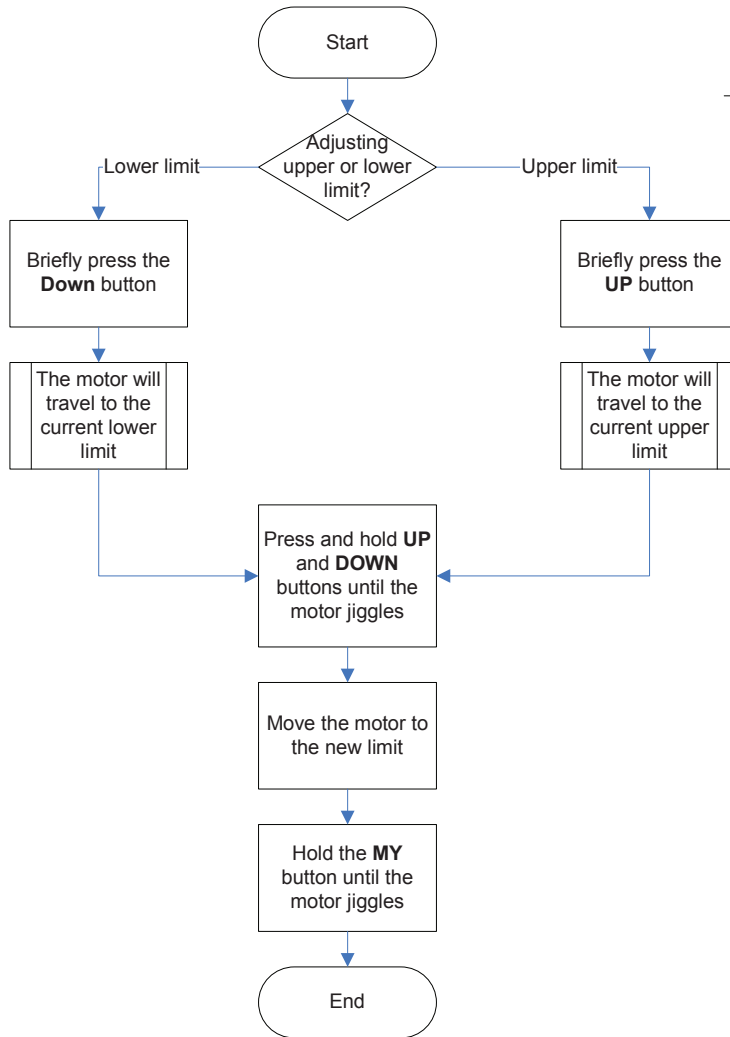 Start
Adjusting
upper or lower
limit?
Lower limit
Upper limit
Briefly press the
Down button
Briefly press the
UP button
The motor will
travel to the
current lower
limit
The motor will
travel to the
current upper
limit
Press and hold UP
and DOWN
buttons until the
motor jiggles
Move the motor to
the new limit
Hold the MY
button until the
motor jiggles
End